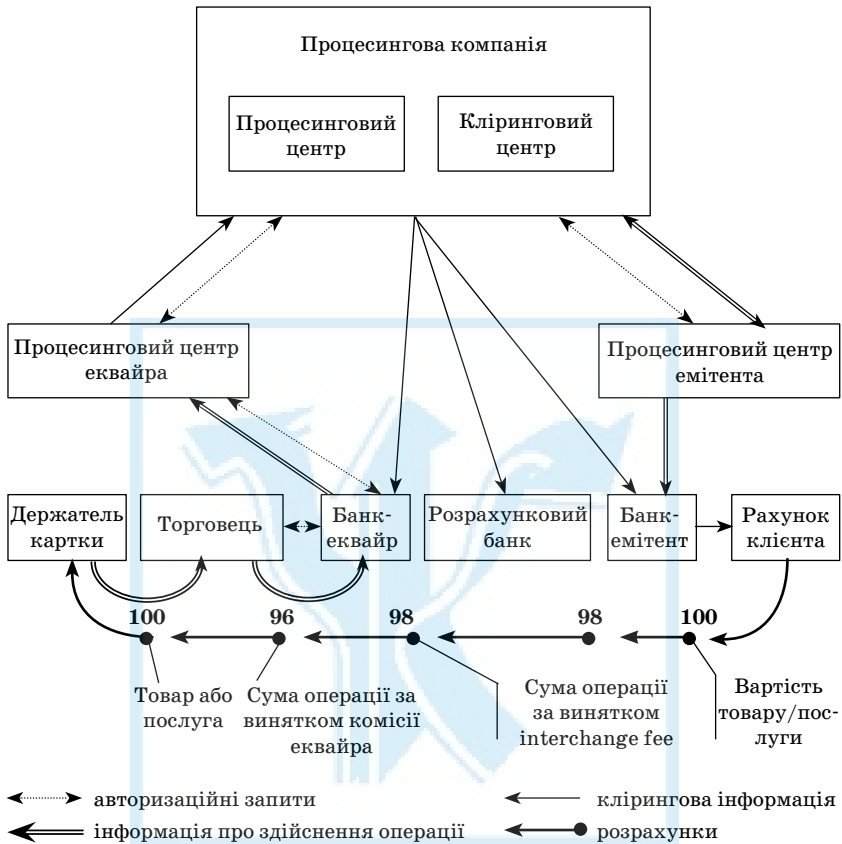 Процесингова компанія
Процесинговий
центр
Кліринговий
центр
Процесинговий центр
еквайра
Процесинговий центр
емітента
Держатель
картки
Торговець
Банк-
еквайр
Розрахунковий
банк
Банк-
емітент
Рахунок
клієнта
100
96
98
98
100
Товар або
послуга
Сума операції за
винятком комісії
еквайра
Сума операції
за винятком
interchange fee
Вартість
товару/пос-
луги
авторизаційні запити
клірингова інформація
інформація про здійснення операції
розрахунки